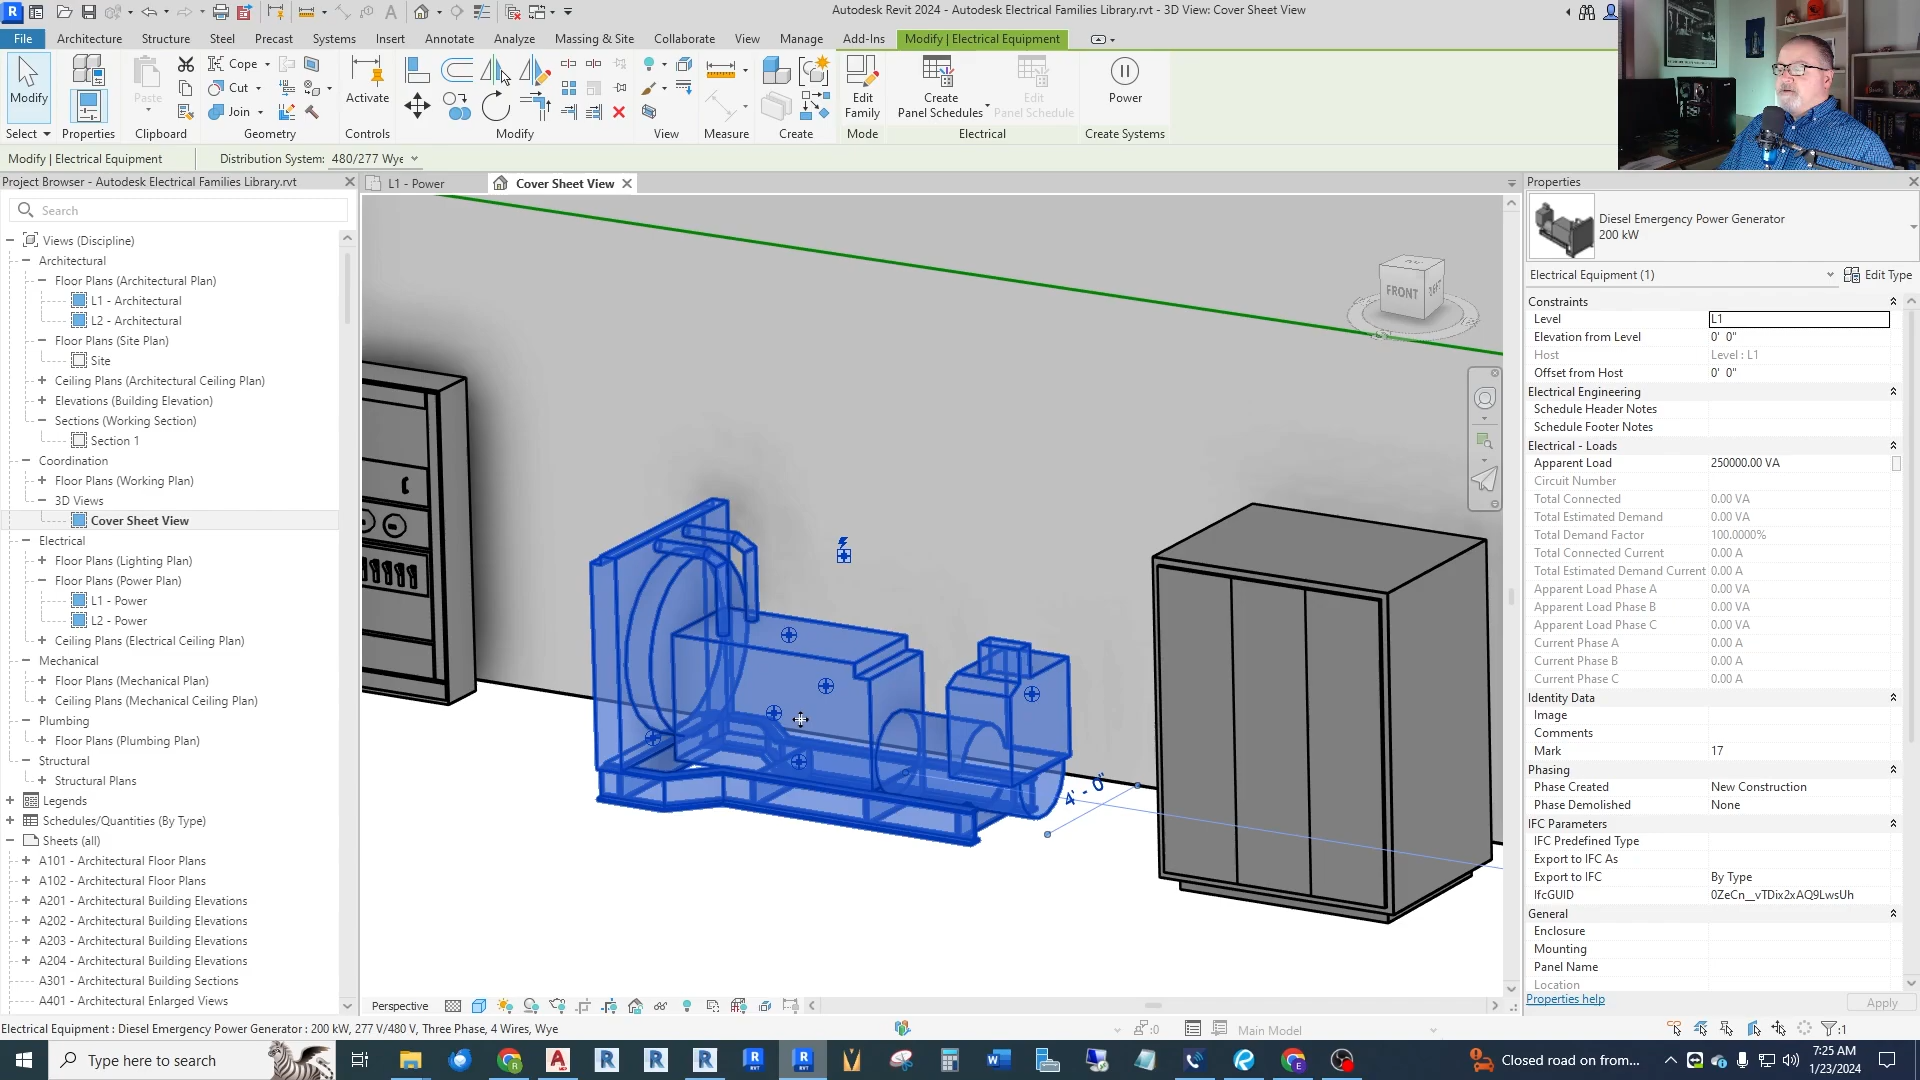 Autodesk Revit 2024 - Autodesk Electrical Families Library.rvt - 3D View: Cover Sheet View
File
Architecture
Structure
Steel
Precast
Systems
Insert
Annotate
Analyze
Massing & Site
Collaborate
View
Manage
Add-Ins
Modify | Electrical Equipment
Modify
Paste
Cope
Cut
Join
Activate
Edit
Family
Create
Panel Schedules
Edit
Panel Schedule
Power
Select
Properties
Clipboard
Geometry
Controls
Modify
View
Measure
Create
Mode
Electrical
Create Systems
Modify | Electrical Equipment
Distribution System: 480/277 Wye
Project Browser - Autodesk Electrical Families Library.rvt
L1 - Power
Cover Sheet View
Search
Views (Discipline)
Architectural
Floor Plans (Architectural Plan)
L1 - Architectural
L2 - Architectural
Floor Plans (Site Plan)
Site
Ceiling Plans (Architectural Ceiling Plan)
Elevations (Building Elevation)
Sections (Working Section)
Section 1
Coordination
Floor Plans (Working Plan)
3D Views
Cover Sheet View
Electrical
Floor Plans (Lighting Plan)
Floor Plans (Power Plan)
L1 - Power
L2 - Power
Ceiling Plans (Electrical Ceiling Plan)
Mechanical
Floor Plans (Mechanical Plan)
Ceiling Plans (Mechanical Ceiling Plan)
Plumbing
Floor Plans (Plumbing Plan)
Structural
Structural Plans
Legends
Schedules/Quantities (By Type)
Sheets (all)
A101 - Architectural Floor Plans
A102 - Architectural Floor Plans
A201 - Architectural Building Elevations
A202 - Architectural Building Elevations
A203 - Architectural Building Elevations
A204 - Architectural Building Elevations
A301 - Architectural Building Sections
A401 - Architectural Enlarged Views
FRONT
LEFT
4' - 0"
Perspective
Properties
Diesel Emergency Power Generator
200 kW
Electrical Equipment (1)
Edit Type
Constraints
Level L1
Elevation from Level 0' 0"
Host Level : L1
Offset from Host 0' 0"
Electrical Engineering
Schedule Header Notes
Schedule Footer Notes
Electrical - Loads
Apparent Load 250000.00 VA
Circuit Number
Total Connected 0.00 VA
Total Estimated Demand 0.00 VA
Total Demand Factor 100.0000%
Total Connected Current 0.00 A
Total Estimated Demand Current 0.00 A
Apparent Load Phase A 0.00 VA
Apparent Load Phase B 0.00 VA
Apparent Load Phase C 0.00 VA
Current Phase A 0.00 A
Current Phase B 0.00 A
Current Phase C 0.00 A
Identity Data
Image
Comments
Mark 17
Phasing
Phase Created New Construction
Phase Demolished None
IFC Parameters
IFC Predefined Type
Export to IFC As
Export to IFC By Type
IfcGUID 0ZeCn__vTDix2xAQ9LwsUh
General
Enclosure
Mounting
Panel Name
Location
Properties help
Apply
Electrical Equipment : Diesel Emergency Power Generator : 200 kW, 277 V/480 V, Three Phase, 4 Wires, Wye
:0
Main Model
:1
Type here to search
Closed road on from...
7:25 AM
1/23/2024